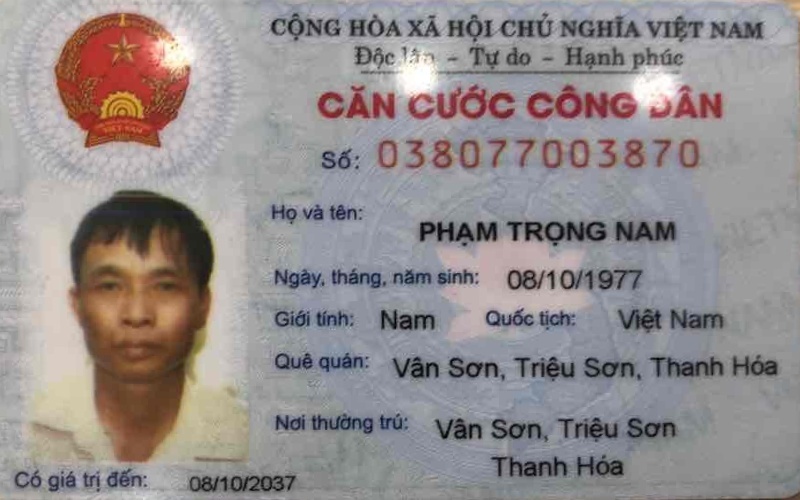 CỘNG HÒA XÃ HỘI CHỦ NGHĨA VIỆT NAM
Độc lập - Tự do - Hạnh phúc
CĂN CƯỚC CÔNG DÂN
Số: 038077003870
Họ và tên: PHẠM TRỌNG NAM
Ngày, tháng, năm sinh: 08/10/1977
Giới tính: Nam Quốc tịch: Việt Nam
Quê quán: Vân Sơn, Triệu Sơn, Thanh Hóa
Nơi thường trú: Vân Sơn, Triệu Sơn
Thanh Hóa
Có giá trị đến: 08/10/2037
VIỆT NAM